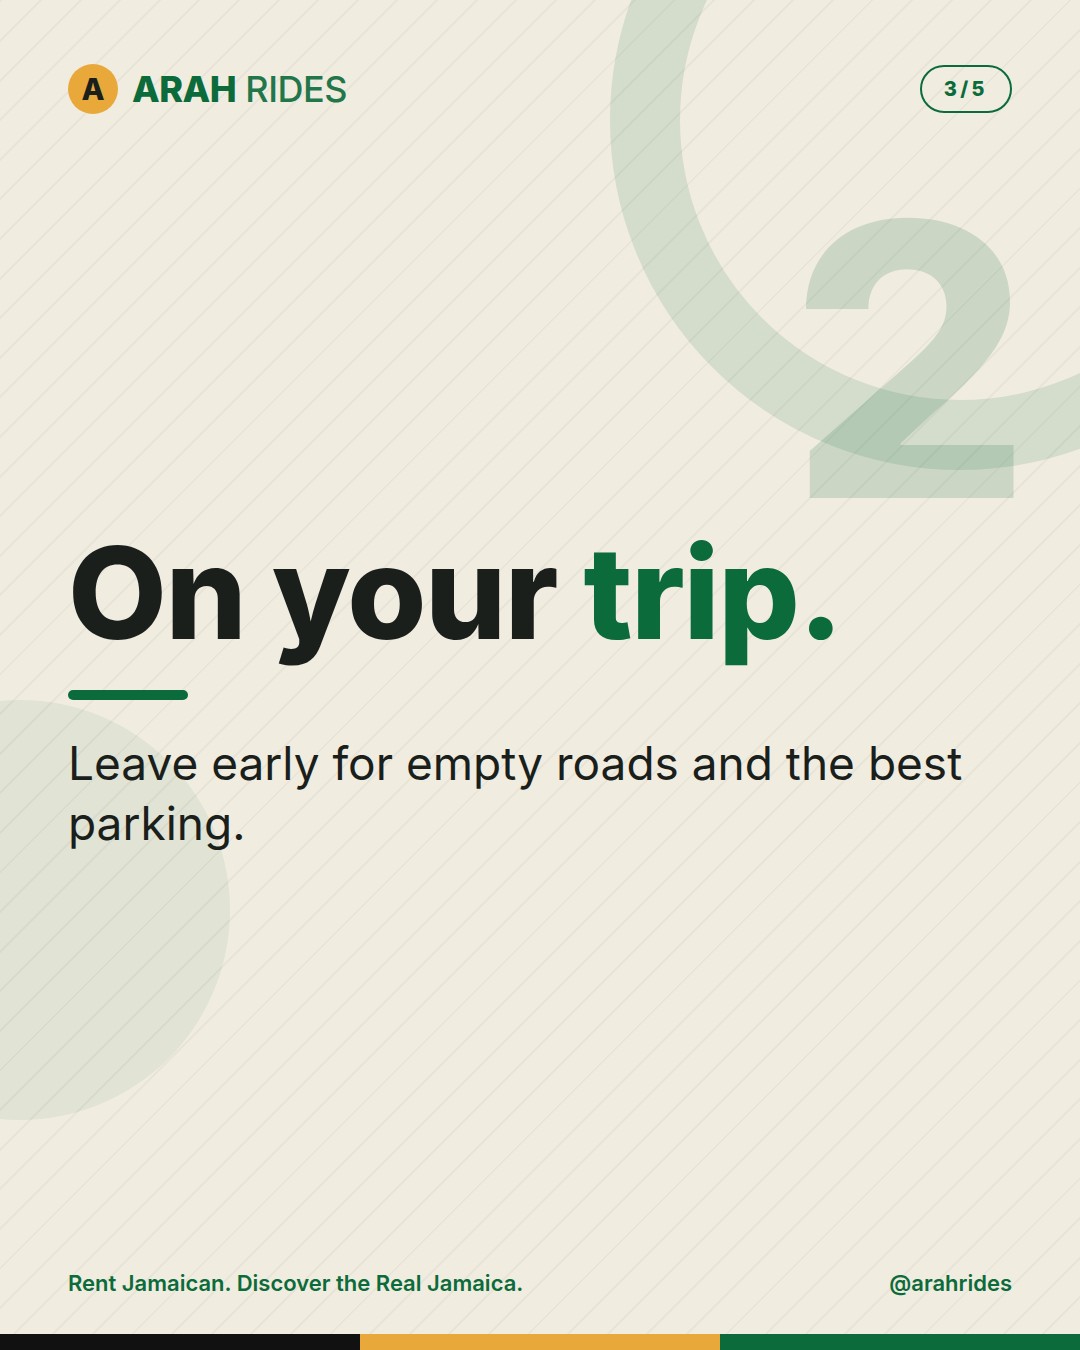 A ARAH RIDES
3/5
2
On your trip.
Leave early for empty roads and the best
parking.
Rent Jamaican. Discover the Real Jamaica.
@arahrides